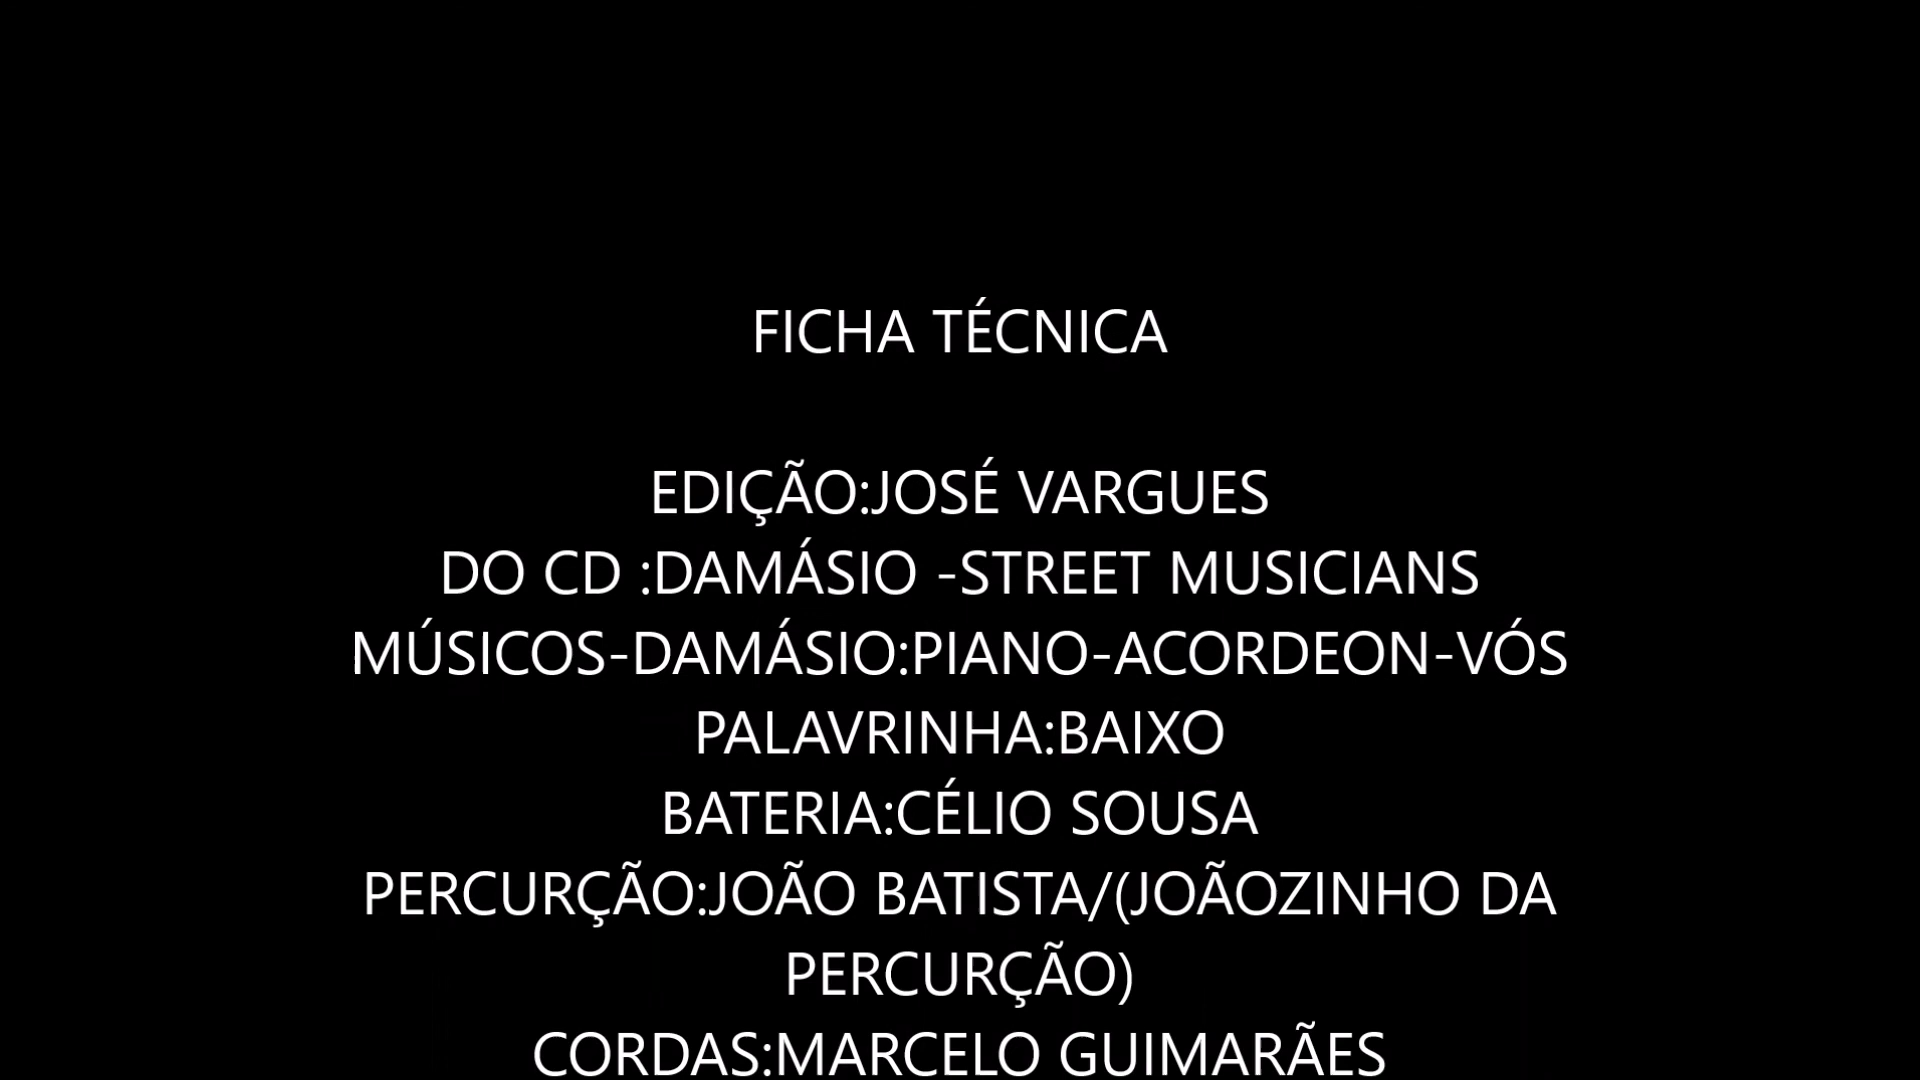 FICHA TÉCNICA
EDIÇÃO:JOSÉ VARGUES
DO CD :DAMÁSIO -STREET MUSICIANS
MÚSICOS-DAMÁSIO:PIANO-ACORDEON-VÓS
PALAVRINHA:BAIXO
BATERIA:CÉLIO SOUSA
PERCURÇÃO:JOÃO BATISTA/(JOÃOZINHO DA
PERCURÇÃO)
CORDAS:MARCELO GUIMARÃES